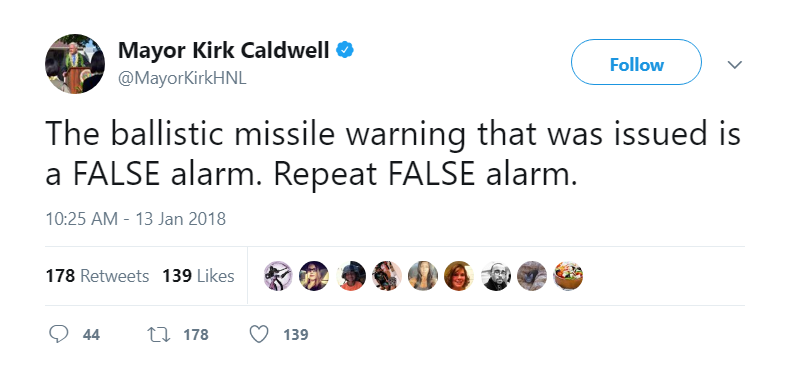 Mayor Kirk Caldwell
Follow
@MayorKirkHNL
The ballistic missile warning that was issued is
a FALSE alarm. Repeat FALSE alarm.
10:25 AM - 13 Jan 2018
178 Retweets 139 Likes
44 178 139